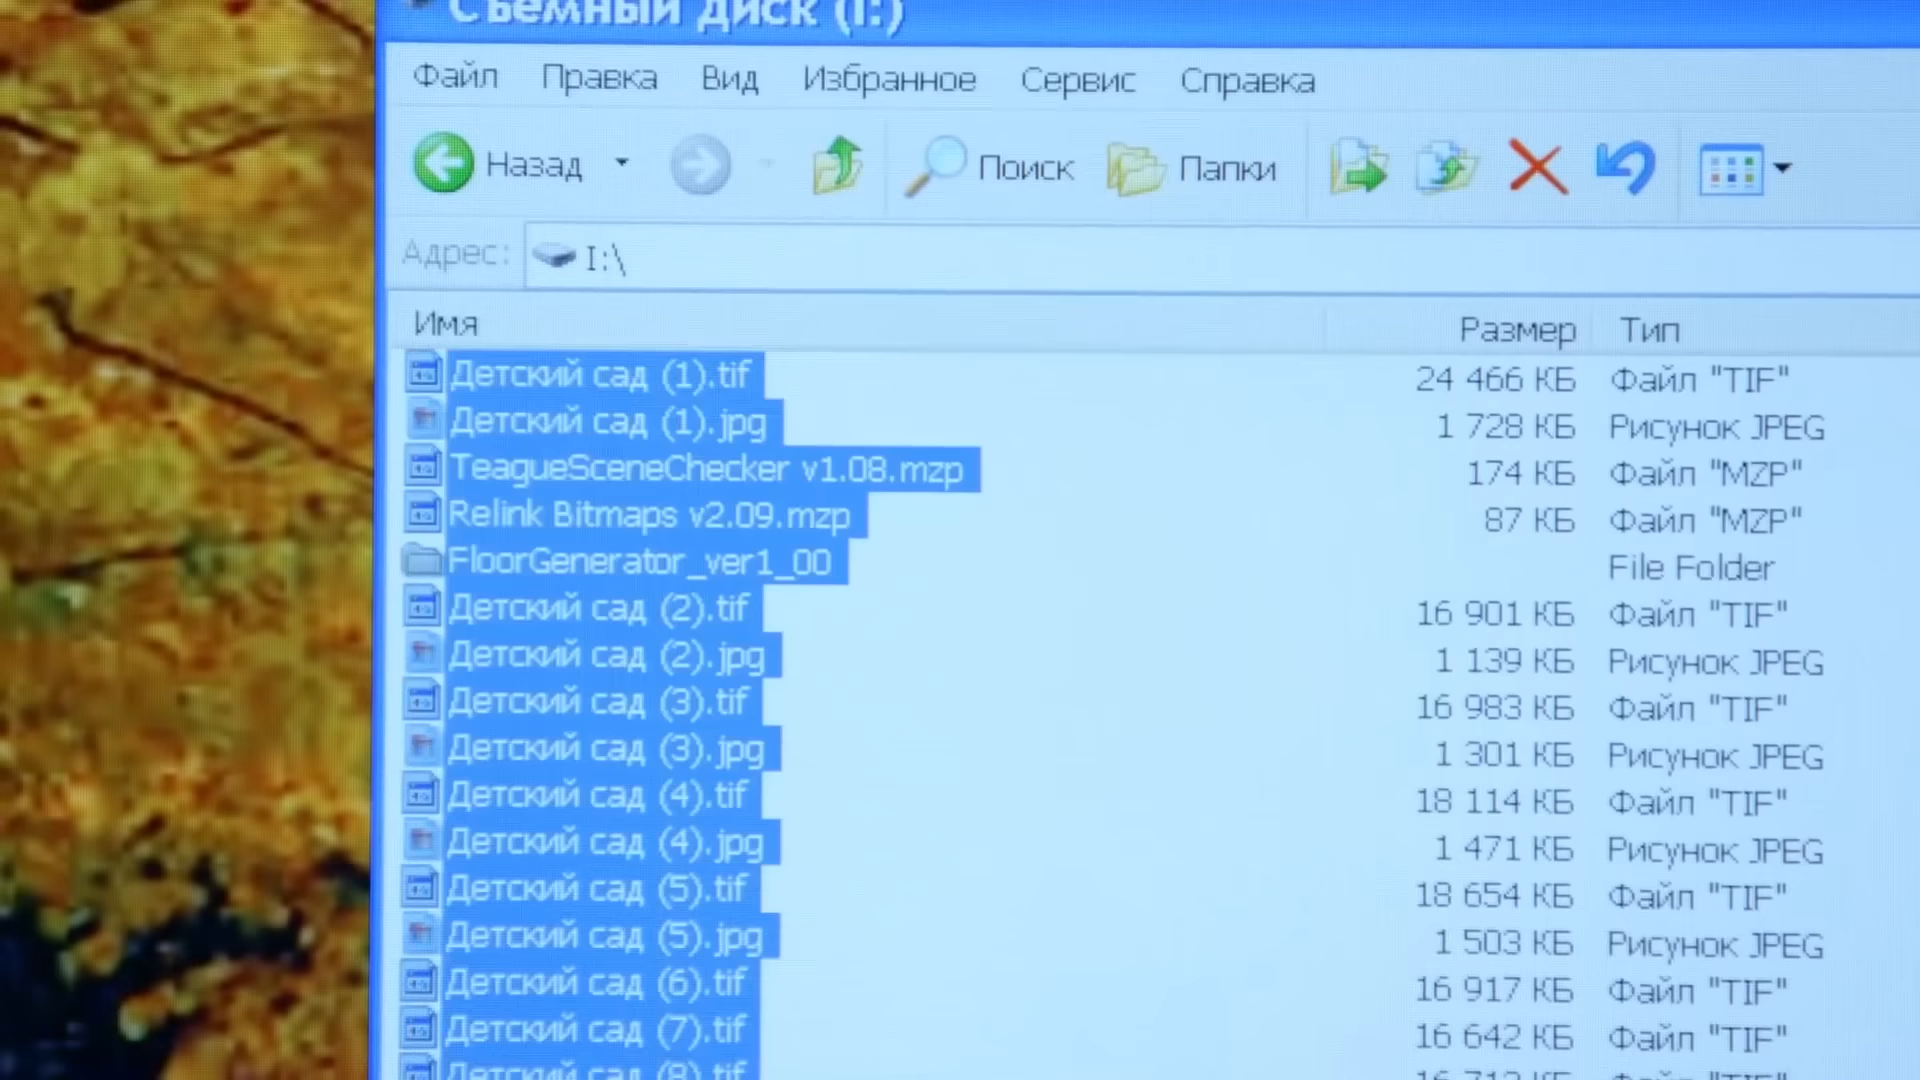 Съемный диск (I:)
Файл Правка Вид Избранное Сервис Справка
Назад Поиск Папки
Адрес: I:\
Имя Размер Тип
Детский сад (1).tif 24 466 КБ Файл "TIF"
Детский сад (1).jpg 1 728 КБ Рисунок JPEG
TeagueSceneChecker v1.08.mzp 174 КБ Файл "MZP"
Relink Bitmaps v2.09.mzp 87 КБ Файл "MZP"
FloorGenerator_ver1_00 File Folder
Детский сад (2).tif 16 901 КБ Файл "TIF"
Детский сад (2).jpg 1 139 КБ Рисунок JPEG
Детский сад (3).tif 16 983 КБ Файл "TIF"
Детский сад (3).jpg 1 301 КБ Рисунок JPEG
Детский сад (4).tif 18 114 КБ Файл "TIF"
Детский сад (4).jpg 1 471 КБ Рисунок JPEG
Детский сад (5).tif 18 654 КБ Файл "TIF"
Детский сад (5).jpg 1 503 КБ Рисунок JPEG
Детский сад (6).tif 16 917 КБ Файл "TIF"
Детский сад (7).tif 16 642 КБ Файл "TIF"
Детский сад (8).tif